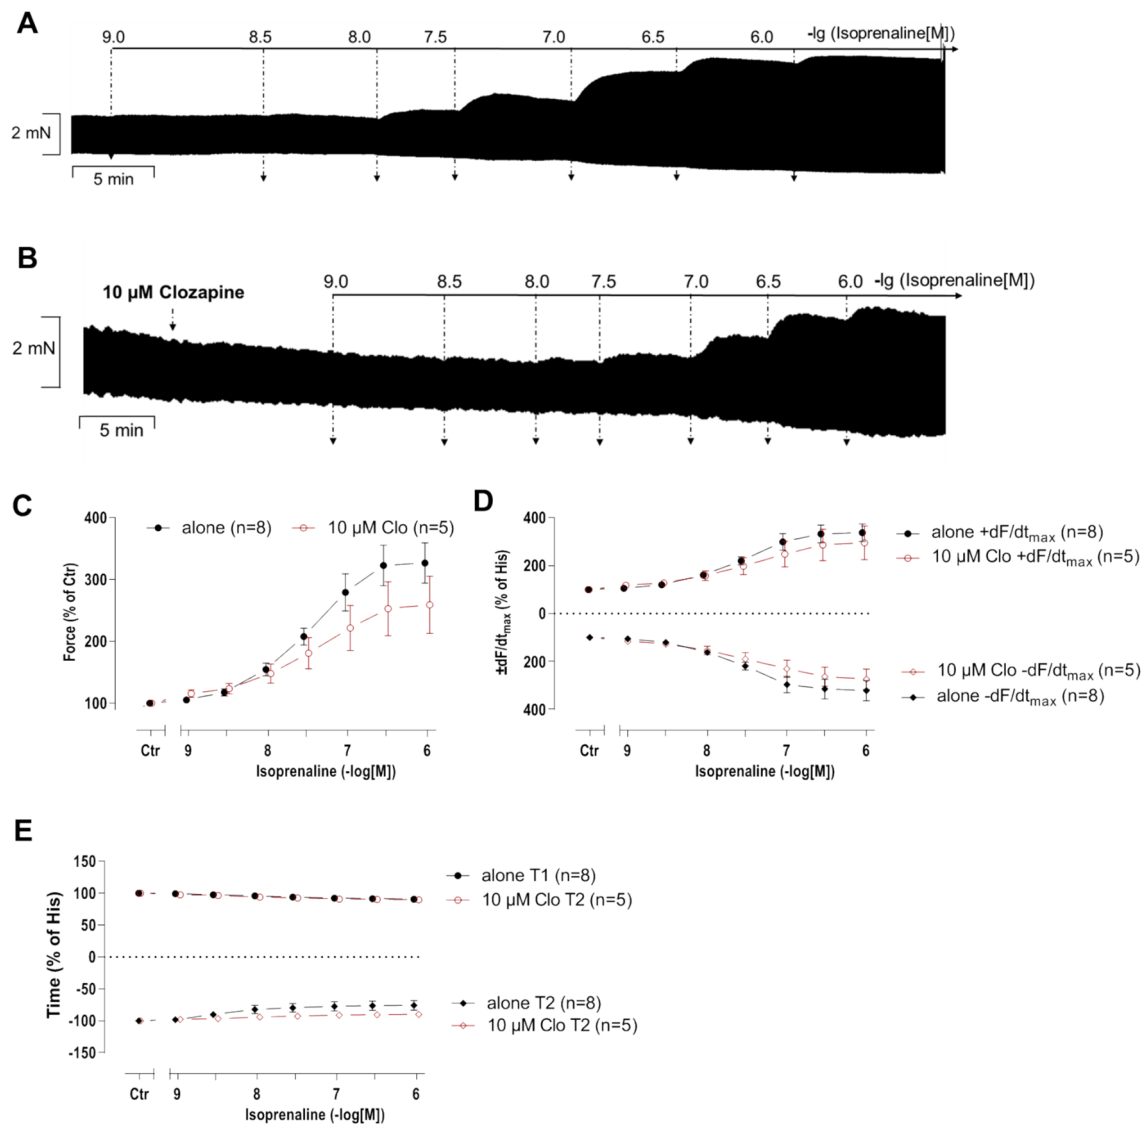 A
9.0 8.5 8.0 7.5 7.0 6.5 6.0 -lg (Isoprenaline[M])
2 mN
5 min
B
10 µM Clozapine
9.0 8.5 8.0 7.5 7.0 6.5 6.0 -lg (Isoprenaline[M])
2 mN
5 min
C
alone (n=8) 10 µM Clo (n=5)
Force (% of Ctr)
400
300
200
100
Ctr 9 8 7 6
Isoprenaline (-log[M])
D
±dF/dtmax (% of His)
400
200
0
200
400
alone +dF/dtmax (n=8)
10 µM Clo +dF/dtmax (n=5)
10 µM Clo -dF/dtmax (n=5)
alone -dF/dtmax (n=8)
Ctr 9 8 7 6
Isoprenaline (-log[M])
E
Time (% of His)
150
100
50
0
-50
-100
-150
alone T1 (n=8)
10 µM Clo T2 (n=5)
alone T2 (n=8)
10 µM Clo T2 (n=5)
Ctr 9 8 7 6
Isoprenaline (-log[M])